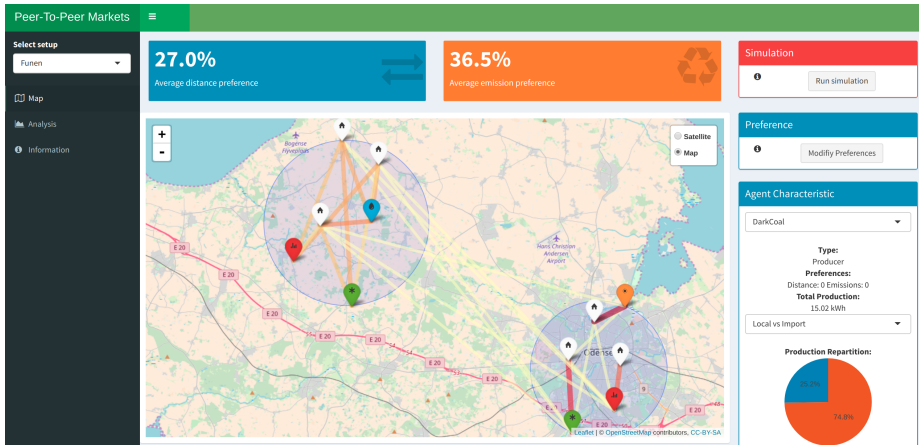 Peer-To-Peer Markets
Select setup
Funen
Map
Analysis
Information
27.0%
Average distance preference
36.5%
Average emission preference
+
-
Satellite
Map
Bogense
Flyveplads
Hans Christian
Andersen
Airport
E 20
E 20
E 20
E 20
E 20
E 20
E 20
Odense
9
Leaflet | © OpenStreetMap contributors, CC-BY-SA
Simulation
Run simulation
Preference
Modifiy Preferences
Agent Characteristic
DarkCoal
Type:
Producer
Preferences:
Distance: 0 Emissions: 0
Total Production:
15.02 kWh
Local vs Import
Production Repartition:
25.2%
74.8%